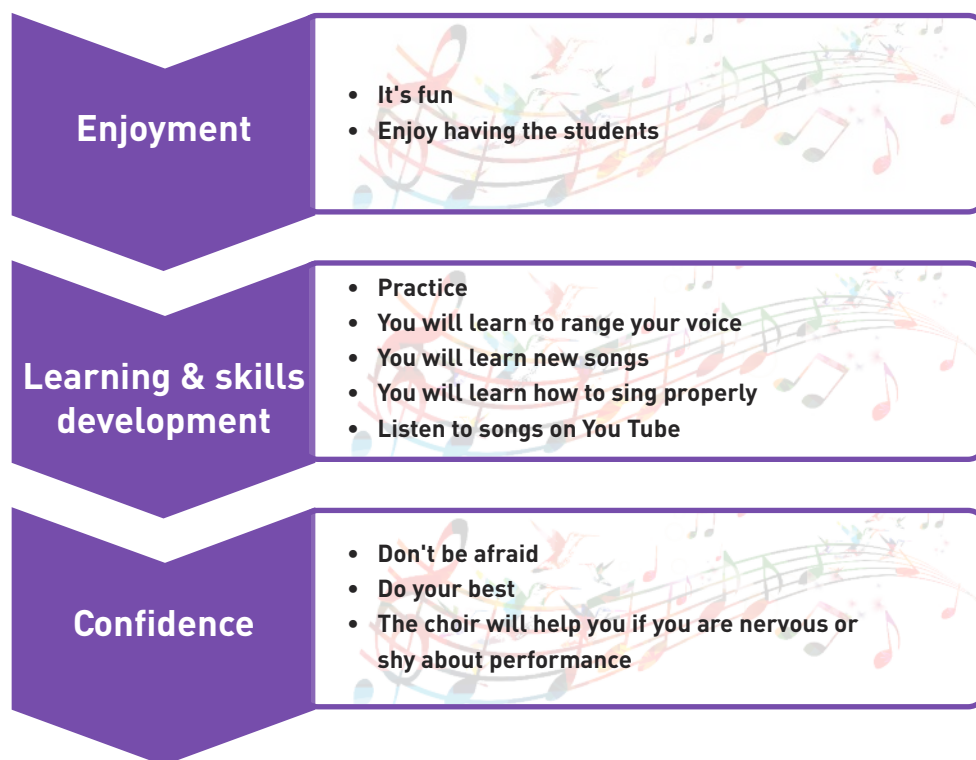 Enjoyment
• It's fun
• Enjoy having the students
Learning & skills
development
• Practice
• You will learn to range your voice
• You will learn new songs
• You will learn how to sing properly
• Listen to songs on You Tube
Confidence
• Don't be afraid
• Do your best
• The choir will help you if you are nervous or
shy about performance